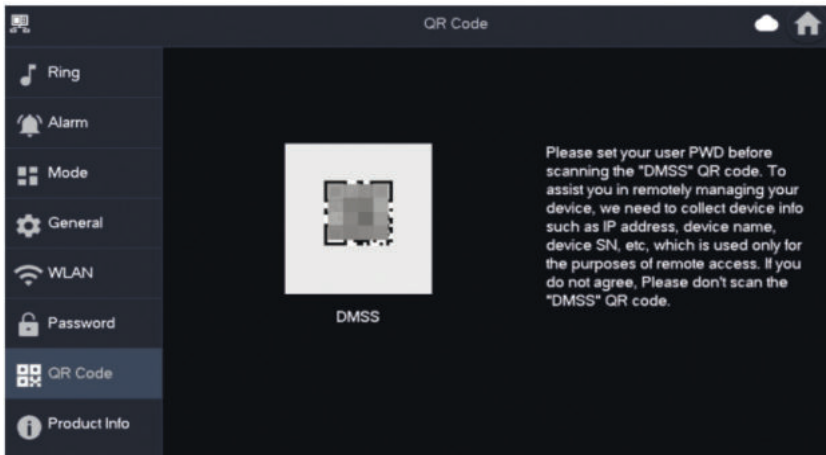 QR Code
Ring
Alarm
Mode
General
WLAN
Password
QR Code
Product Info
DMSS
Please set your user PWD before
scanning the "DMSS" QR code. To
assist you in remotely managing your
device, we need to collect device info
such as IP address, device name,
device SN, etc, which is used only for
the purposes of remote access. If you
do not agree, Please don't scan the
"DMSS" QR code.